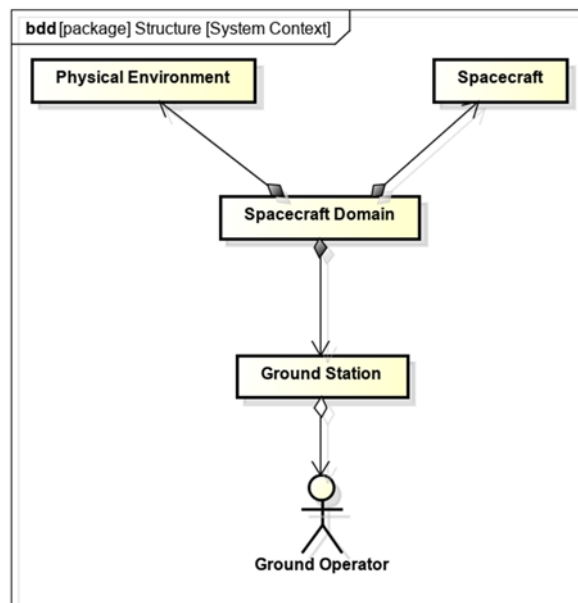 bdd [package] Structure [System Context]
Physical Environment
Spacecraft
Spacecraft Domain
Ground Station
Ground Operator